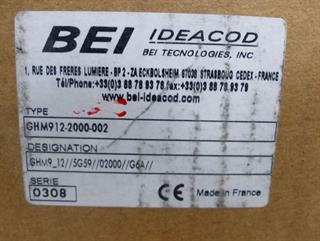 BEI IDEACOD
BEI TECNOLOGIES, INC.
1, RUE DES FRERES LUMIERE - BP 2 - ZA ECKBOLSHEIM 67038 STRASBOUG CEDEX - FRANCE
Tél/Phone:+33(0)3 88 78 93 78 fax:+33(0)3 88 78 93 79
www.bei-ideacod.com
TYPE
GHM912-2000-002
DESIGNATION
GHM9_12//5G59//02000//G6A//
SERIE
0308
CE Made in France